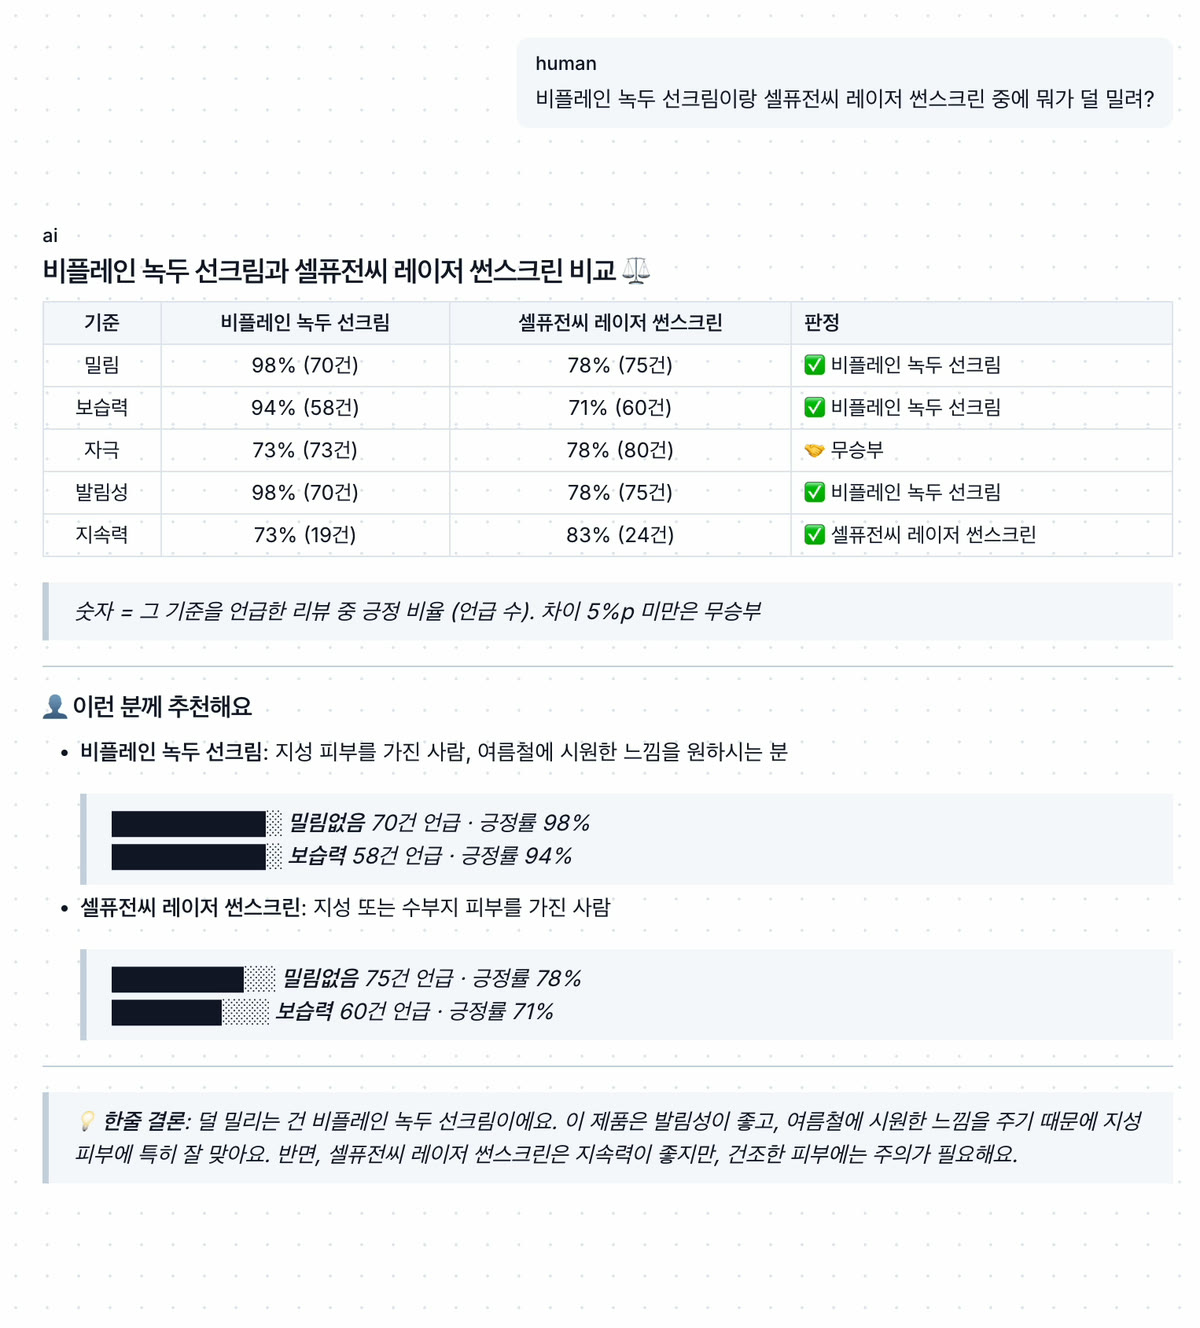 human
비플레인 녹두 선크림이랑 셀퓨전씨 레이저 썬스크린 중에 뭐가 덜 밀려?
ai
비플레인 녹두 선크림과 셀퓨전씨 레이저 썬스크린 비교 ⚖️
기준 비플레인 녹두 선크림 셀퓨전씨 레이저 썬스크린 판정
밀림 98% (70건) 78% (75건) ✅ 비플레인 녹두 선크림
보습력 94% (58건) 71% (60건) ✅ 비플레인 녹두 선크림
자극 73% (73건) 78% (80건) 🤝 무승부
발림성 98% (70건) 78% (75건) ✅ 비플레인 녹두 선크림
지속력 73% (19건) 83% (24건) ✅ 셀퓨전씨 레이저 썬스크린
숫자 = 그 기준을 언급한 리뷰 중 긍정 비율 (언급 수). 차이 5%p 미만은 무승부
👤 이런 분께 추천해요
• 비플레인 녹두 선크림: 지성 피부를 가진 사람, 여름철에 시원한 느낌을 원하시는 분
밀림없음 70건 언급 · 긍정률 98%
보습력 58건 언급 · 긍정률 94%
• 셀퓨전씨 레이저 썬스크린: 지성 또는 수부지 피부를 가진 사람
밀림없음 75건 언급 · 긍정률 78%
보습력 60건 언급 · 긍정률 71%
💡 한줄 결론: 덜 밀리는 건 비플레인 녹두 선크림이에요. 이 제품은 발림성이 좋고, 여름철에 시원한 느낌을 주기 때문에 지성
피부에 특히 잘 맞아요. 반면, 셀퓨전씨 레이저 썬스크린은 지속력이 좋지만, 건조한 피부에는 주의가 필요해요.